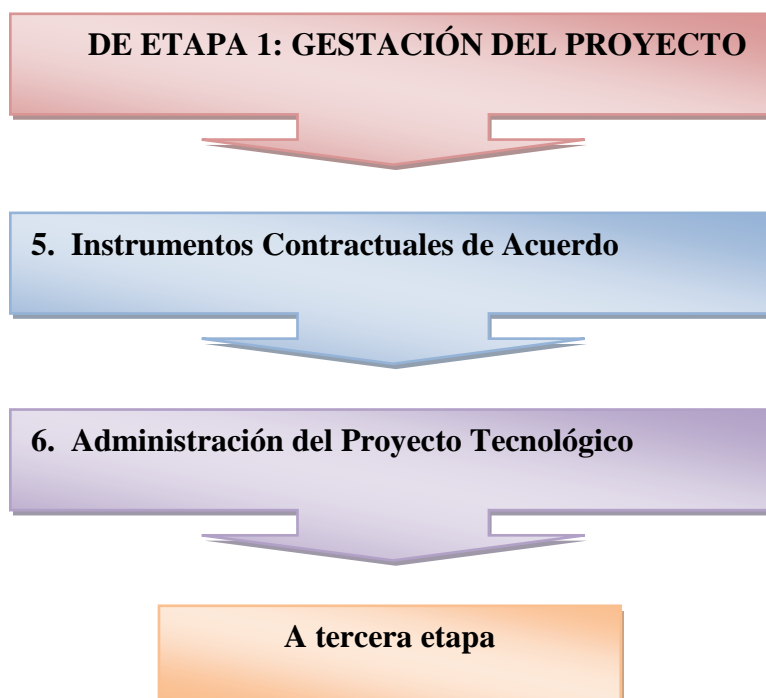 DE ETAPA 1: GESTACIÓN DEL PROYECTO
5. Instrumentos Contractuales de Acuerdo
6. Administración del Proyecto Tecnológico
A tercera etapa